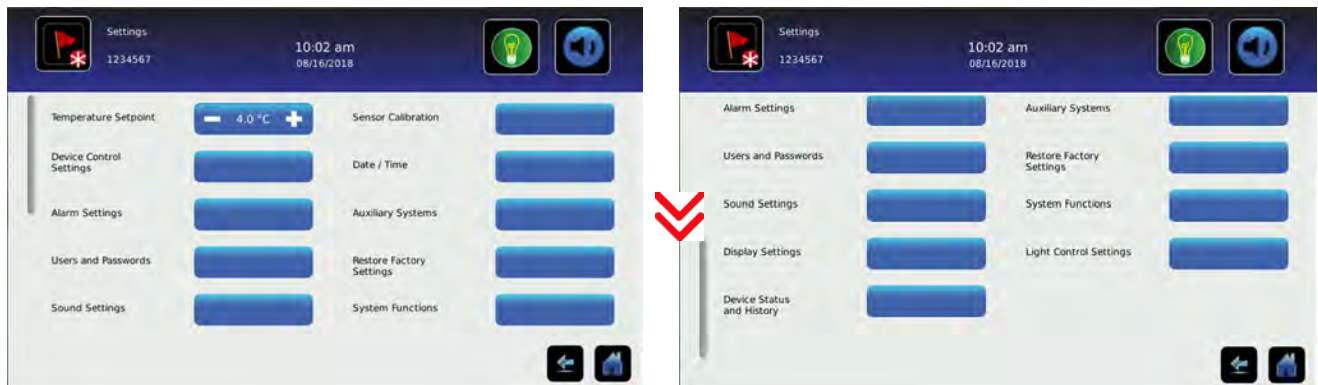 Settings
1234567
10:02 am
08/16/2018
Temperature Setpoint
4.0 °C
Sensor Calibration
Device Control
Settings
Date / Time
Alarm Settings
Auxiliary Systems
Users and Passwords
Restore Factory
Settings
Sound Settings
System Functions
Settings
1234567
10:02 am
08/16/2018
Alarm Settings
Auxiliary Systems
Users and Passwords
Restore Factory
Settings
Sound Settings
System Functions
Display Settings
Light Control Settings
Device Status
and History